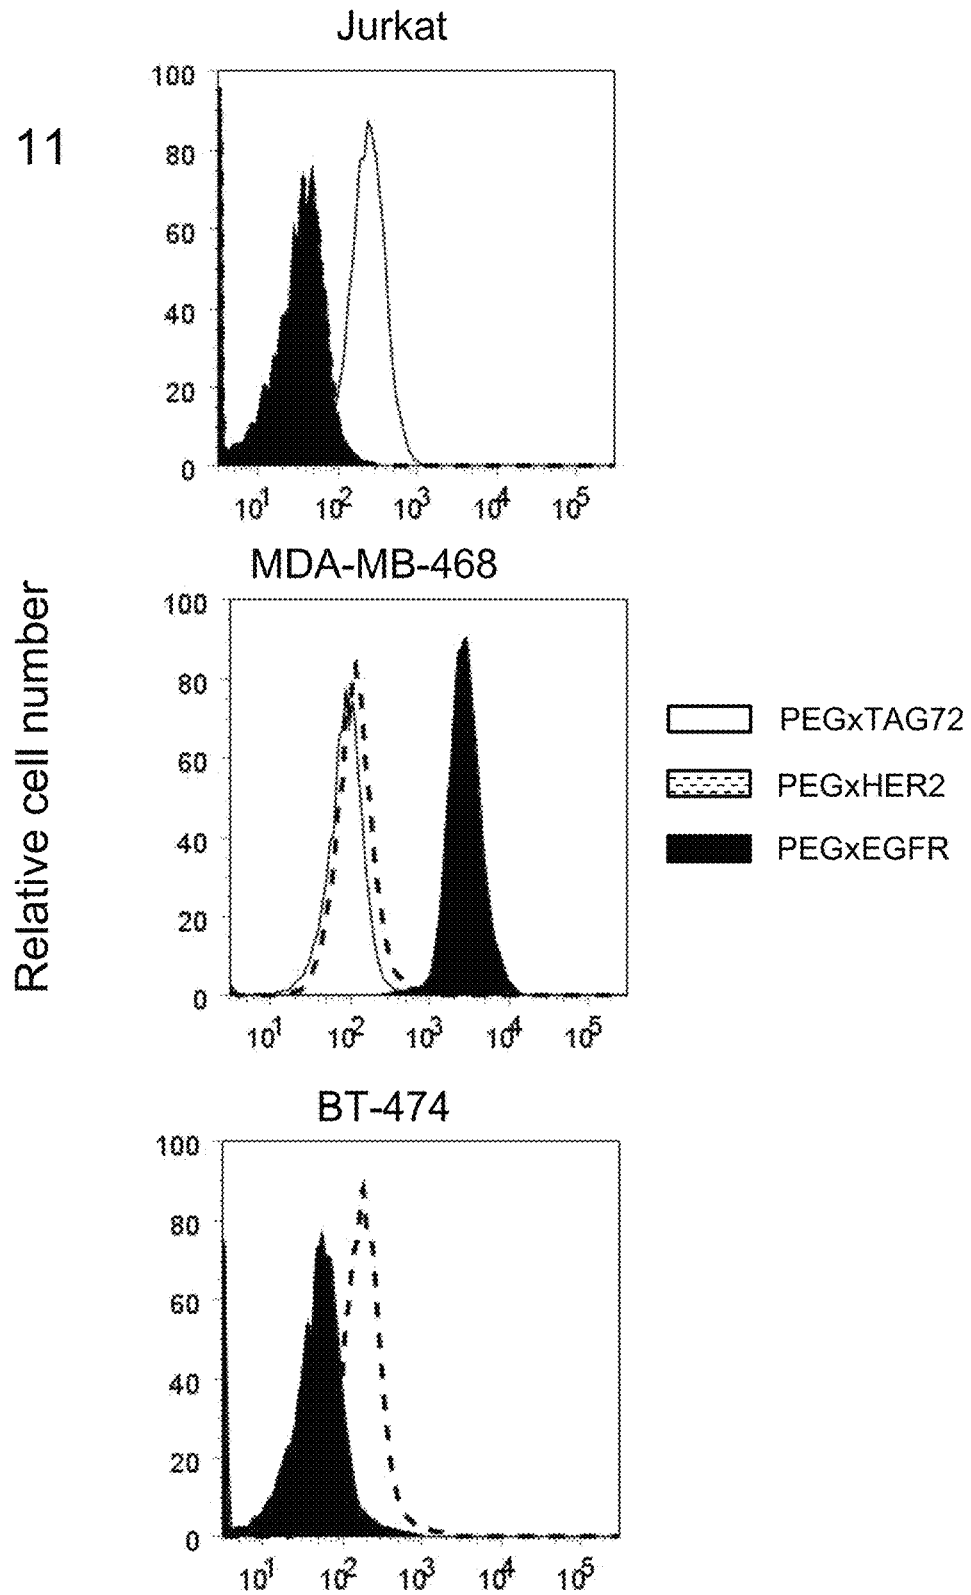 Jurkat
11
100
80
60
40
20
0
10¹ 10² 10³ 10⁴ 10⁵
MDA-MB-468
Relative cell number
100
80
60
40
20
0
10¹ 10² 10³ 10⁴ 10⁵
PEGxTAG72
PEGxHER2
PEGxEGFR
BT-474
100
80
60
40
20
0
10¹ 10² 10³ 10⁴ 10⁵